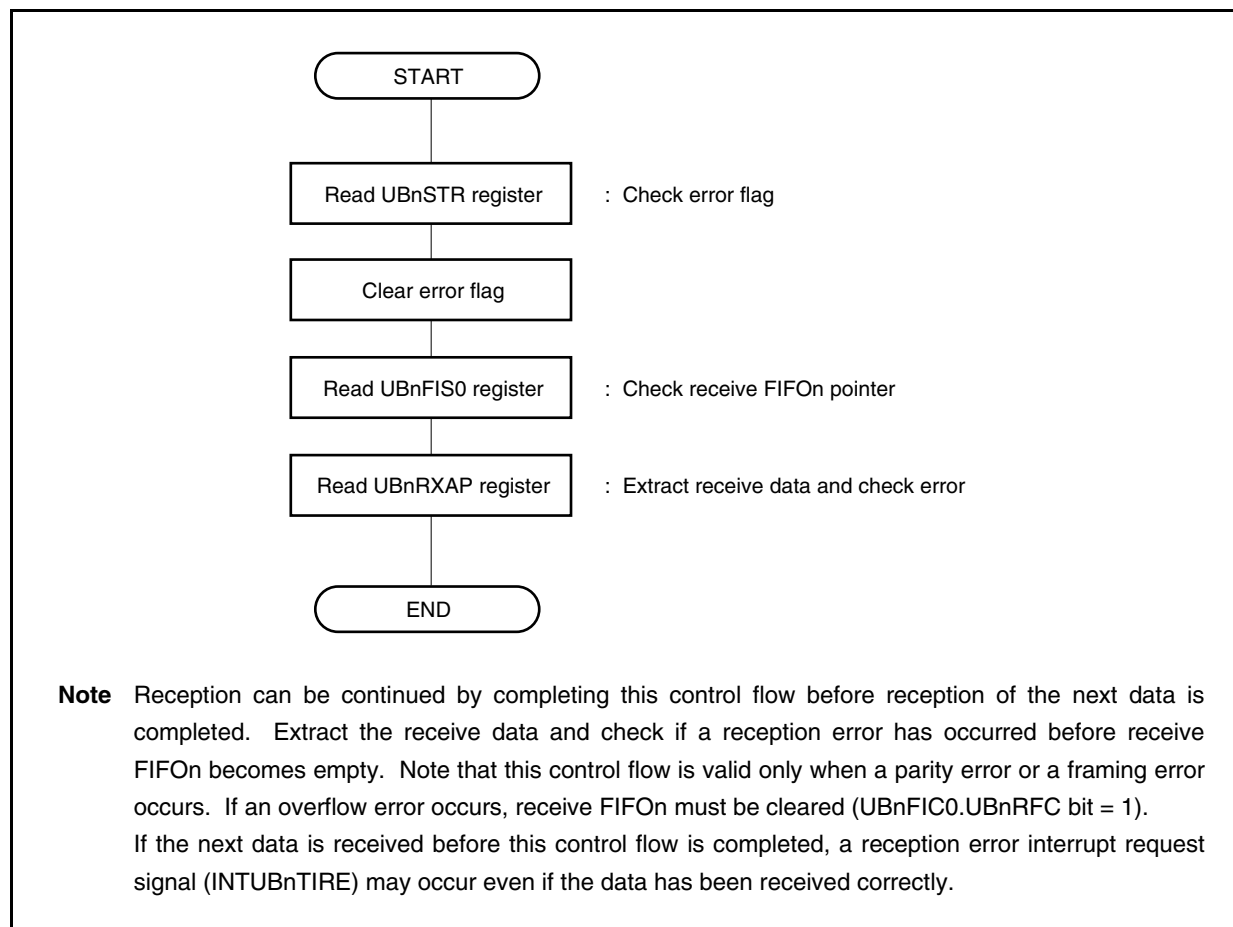 START
Read UBnSTR register : Check error flag
Clear error flag
Read UBnFIS0 register : Check receive FIFOn pointer
Read UBnRXAP register : Extract receive data and check error
END
Note Reception can be continued by completing this control flow before reception of the next data is
completed. Extract the receive data and check if a reception error has occurred before receive
FIFOn becomes empty. Note that this control flow is valid only when a parity error or a framing error
occurs. If an overflow error occurs, receive FIFOn must be cleared (UBnFIC0.UBnRFC bit = 1).
If the next data is received before this control flow is completed, a reception error interrupt request
signal (INTUBnTIRE) may occur even if the data has been received correctly.